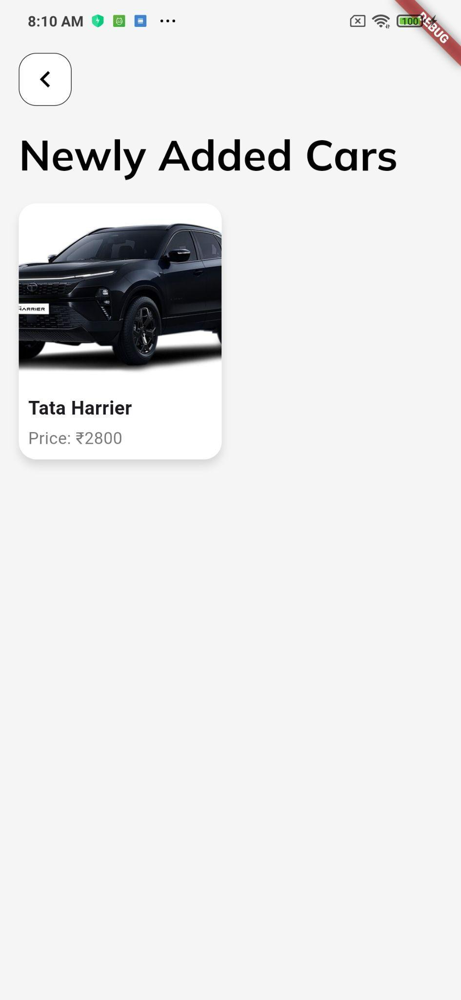 8:10 AM
100
DEBUG
Newly Added Cars
HARRIER
Tata Harrier
Price: ₹2800